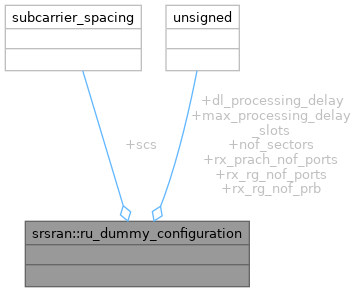 subcarrier_spacing
unsigned
+dl_processing_delay
+max_processing_delay
_slots
+scs
+nof_sectors
+rx_prach_nof_ports
+rx_rg_nof_ports
+rx_rg_nof_prb
srsran::ru_dummy_configuration